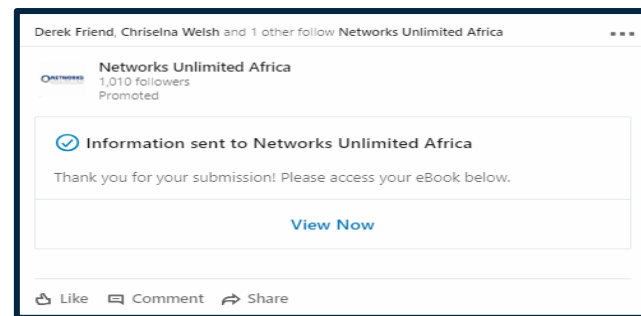 Derek Friend, Chriselna Welsh and 1 other follow Networks Unlimited Africa
NETWORKS
Networks Unlimited Africa
1,010 followers
Promoted
Information sent to Networks Unlimited Africa
Thank you for your submission! Please access your eBook below.
View Now
Like Comment Share